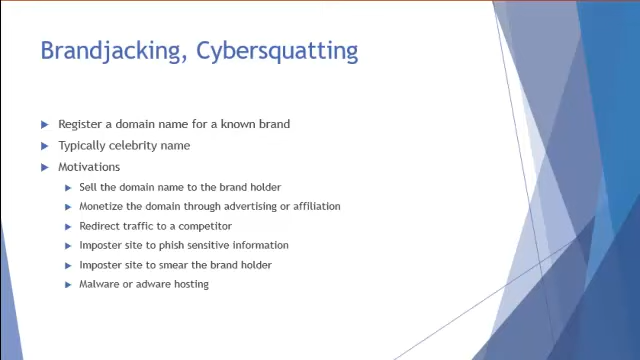 Brandjacking, Cybersquatting
Register a domain name for a known brand
Typically celebrity name
Motivations
Sell the domain name to the brand holder
Monetize the domain through advertising or affiliation
Redirect traffic to a competitor
Imposter site to phish sensitive information
Imposter site to smear the brand holder
Malware or adware hosting